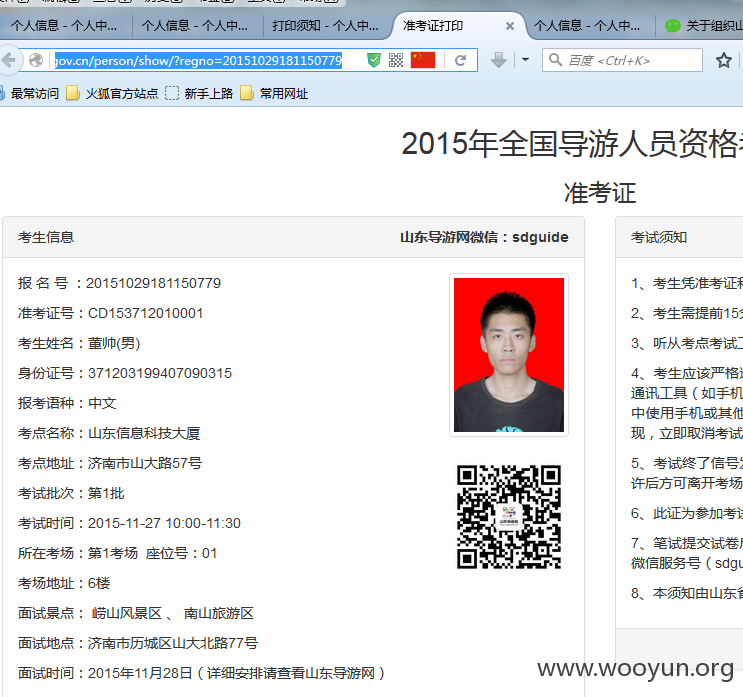 个人信息 - 个人中...
个人信息 - 个人中...
打印须知 - 个人中...
准考证打印
个人信息 - 个人中...
关于组织山
gov.cn/person/show/?regno=20151029181150779
百度 <Ctrl+K>
最常访问
火狐官方站点
新手上路
常用网址
2015年全国导游人员资格
准考证
考生信息
山东导游网微信：sdguide
报 名 号 ：20151029181150779
准考证号：CD153712010001
考生姓名：董帅(男)
身份证号：371203199407090315
报考语种：中文
考点名称：山东信息科技大厦
考点地址：济南市山大路57号
考试批次：第1批
考试时间：2015-11-27 10:00-11:30
所在考场：第1考场 座位号：01
考场地址：6楼
面试景点： 崂山风景区 、 南山旅游区
面试地点：济南市历城区山大北路77号
面试时间：2015年11月28日（详细安排请查看山东导游网）
考试须知
1、考生凭准考证和
2、考生需提前15分
3、听从考点考试工
4、考生应该严格遵
通讯工具（如手机
中使用手机或其他
现，立即取消考试
5、考试终了信号发
许后方可离开考场
6、此证为参加考试
7、笔试提交试卷后
微信服务号（sdgu
8、本须知由山东省
www.wooyun.org